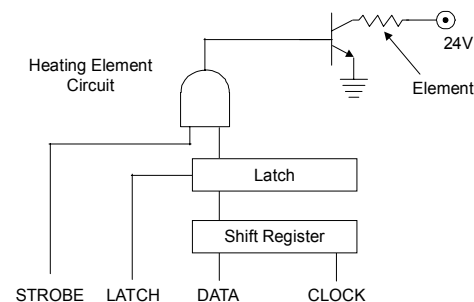 24V
Heating Element
Circuit
Element
Latch
Shift Register
STROBE LATCH DATA CLOCK